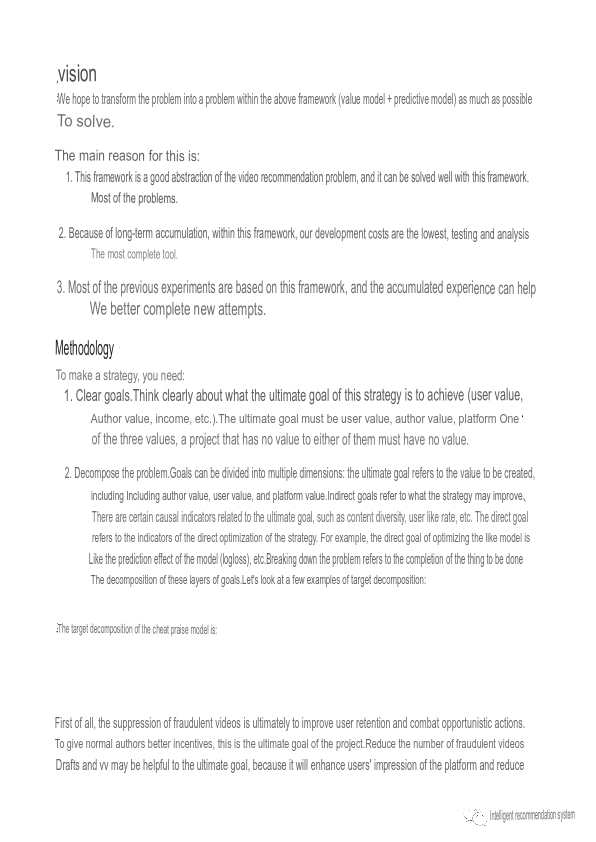 vision
We hope to transform the problem into a problem within the above framework (value model + predictive model) as much as possible
To solve.
The main reason for this is:
1. This framework is a good abstraction of the video recommendation problem, and it can be solved well with this framework.
Most of the problems.
2. Because of long-term accumulation, within this framework, our development costs are the lowest, testing and analysis
The most complete tool.
3. Most of the previous experiments are based on this framework, and the accumulated experience can help
We better complete new attempts.
Methodology
To make a strategy, you need:
1. Clear goals.Think clearly about what the ultimate goal of this strategy is to achieve (user value,
Author value, income, etc.).The ultimate goal must be user value, author value, platform One
of the three values, a project that has no value to either of them must have no value.
2. Decompose the problem.Goals can be divided into multiple dimensions: the ultimate goal refers to the value to be created,
including Including author value, user value, and platform value.Indirect goals refer to what the strategy may improve、
There are certain causal indicators related to the ultimate goal, such as content diversity, user like rate, etc. The direct goal
refers to the indicators of the direct optimization of the strategy. For example, the direct goal of optimizing the like model is
Like the prediction effect of the model (logloss), etc.Breaking down the problem refers to the completion of the thing to be done
The decomposition of these layers of goals.Let's look at a few examples of target decomposition:
The target decomposition of the cheat praise model is:
First of all, the suppression of fraudulent videos is ultimately to improve user retention and combat opportunistic actions.
To give normal authors better incentives, this is the ultimate goal of the project.Reduce the number of fraudulent videos
Drafts and vv may be helpful to the ultimate goal, because it will enhance users' impression of the platform and reduce
Intelligent recommendation system